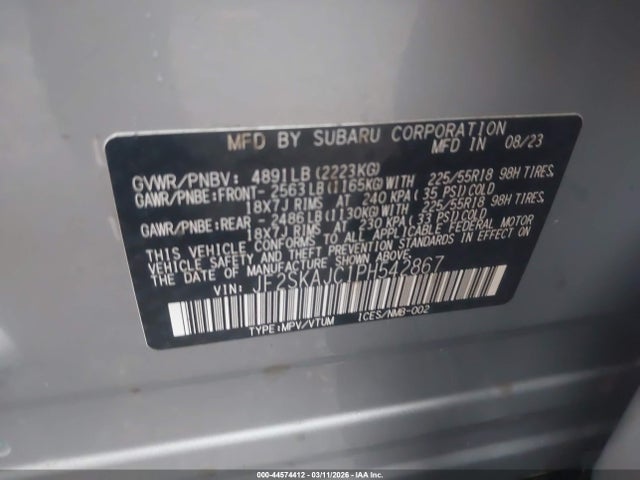 MFD BY SUBARU CORPORATION
MFD IN 08/23
GVWR/PNBV: 4891LB(2223KG)
GAWR/PNBE:FRONT- 2563LB(1165KG)WITH 225/55R18 98H TIRES,
18X7J RIMS AT 240 KPA( 35 PSI)COLD
GAWR/PNBE:REAR - 2486LB(1130KG)WITH 225/55R18 98H TIRES,
18X7J RIMS AT 230 KPA( 33 PSI)COLD
THIS VEHICLE CONFORMS TO ALL APPLICABLE FEDERAL MOTOR
VEHICLE SAFETY AND THEFT PREVENTION STANDARDS IN EFFECT ON
THE DATE OF MANUFACTURE SHOWN ABOVE.
VIN: JF2SKAJC1PH542867
TYPE:MPV/VTUM ICES/NMB-002
000-44574412 - 03/11/2026 - IAA Inc.